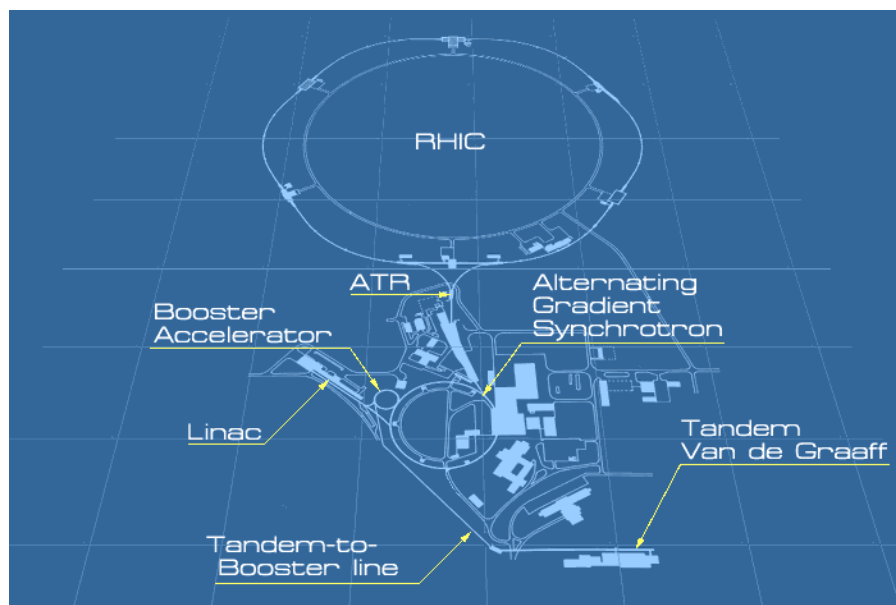 RHIC
ATR
Alternating
Gradient
Synchrotron
Booster
Accelerator
Linac
Tandem
Van de Graaff
Tandem-to-
Booster line